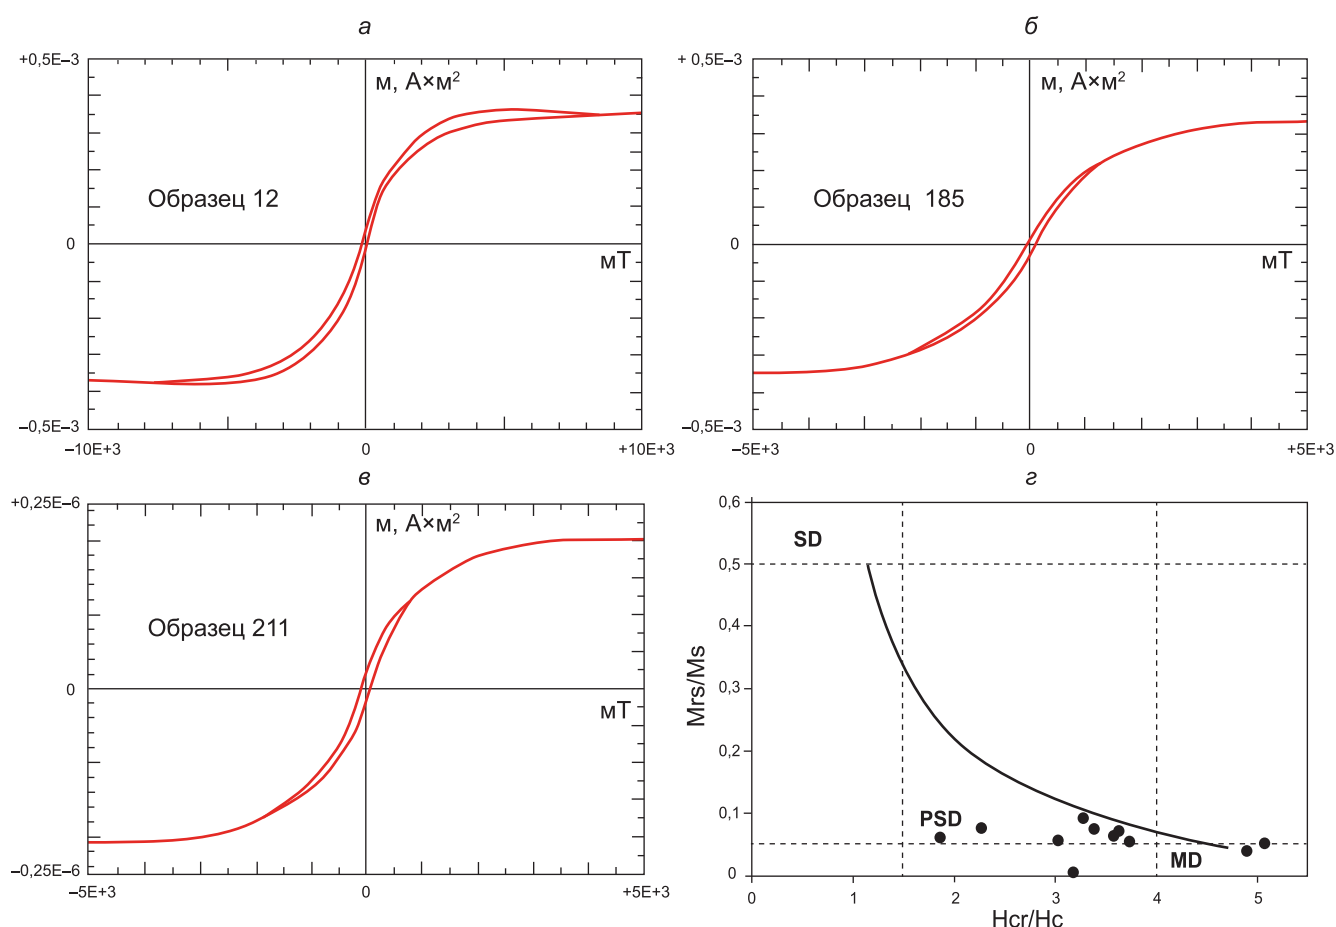 а
+0,5E–3
м, А×м²
Образец 12
0
мТ
–0,5E–3
–10E+3
0
+10E+3
б
+ 0,5E–3
м, А×м²
Образец 185
0
мТ
–0,5E–3
–5E+3
0
+5E+3
в
+0,25E–6
м, А×м²
Образец 211
0
мТ
–0,25E–6
–5E+3
0
+5E+3
г
0,6
SD
0,5
0,4
Mrs/Ms
0,3
0,2
0,1
PSD
MD
0
0
1
2
3
4
5
Hcr/Hc